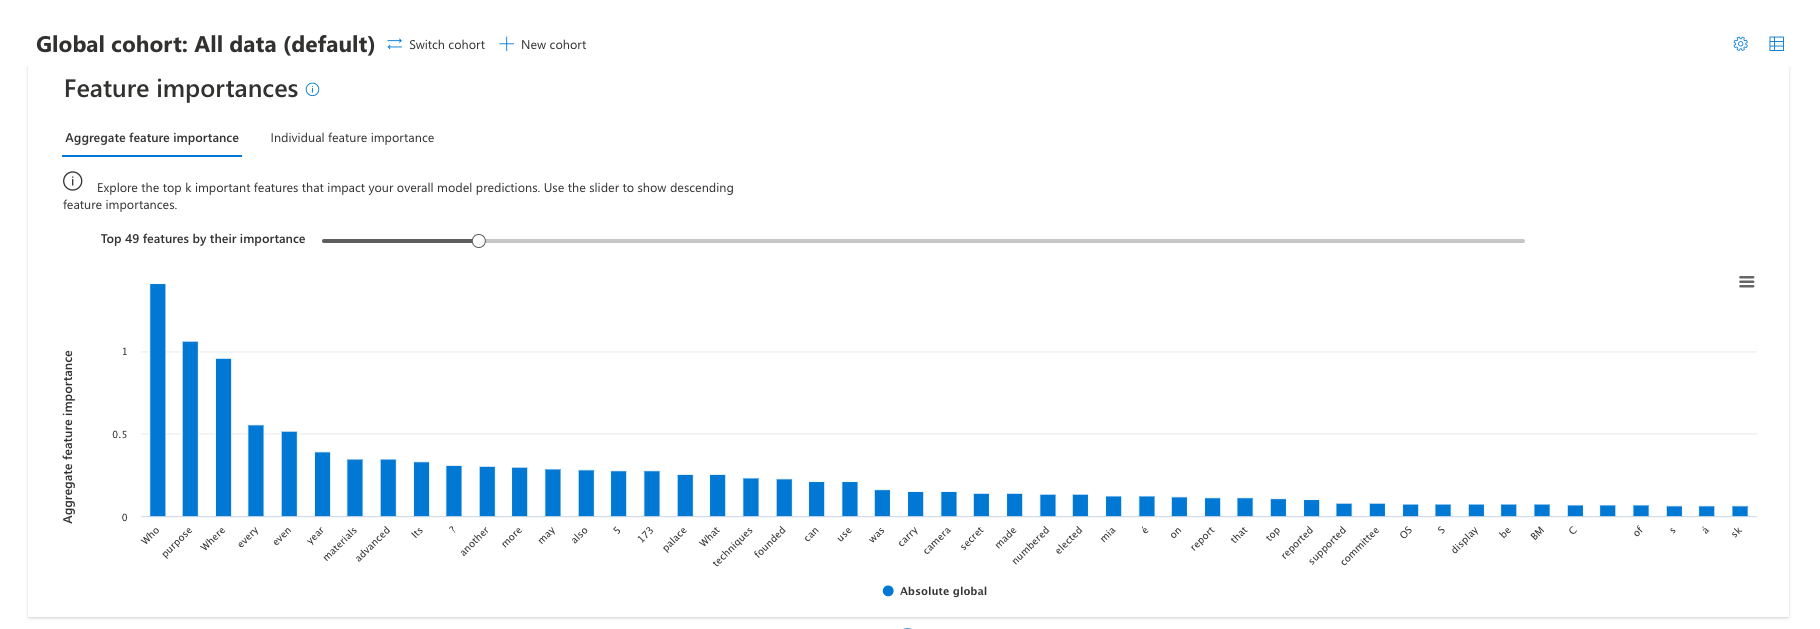 Global cohort: All data (default) Switch cohort New cohort
Feature importances
Aggregate feature importance Individual feature importance
Explore the top k important features that impact your overall model predictions. Use the slider to show descending
feature importances.
Top 49 features by their importance
Aggregate feature importance
1
0.5
0
Who purpose Where every even year materials advanced Its ? another more may also 5 173 palace What techniques founded can use was carry camera secret made numbered elected mia é on report that top reported supported committee OS S display be BM C of s á sk
Absolute global